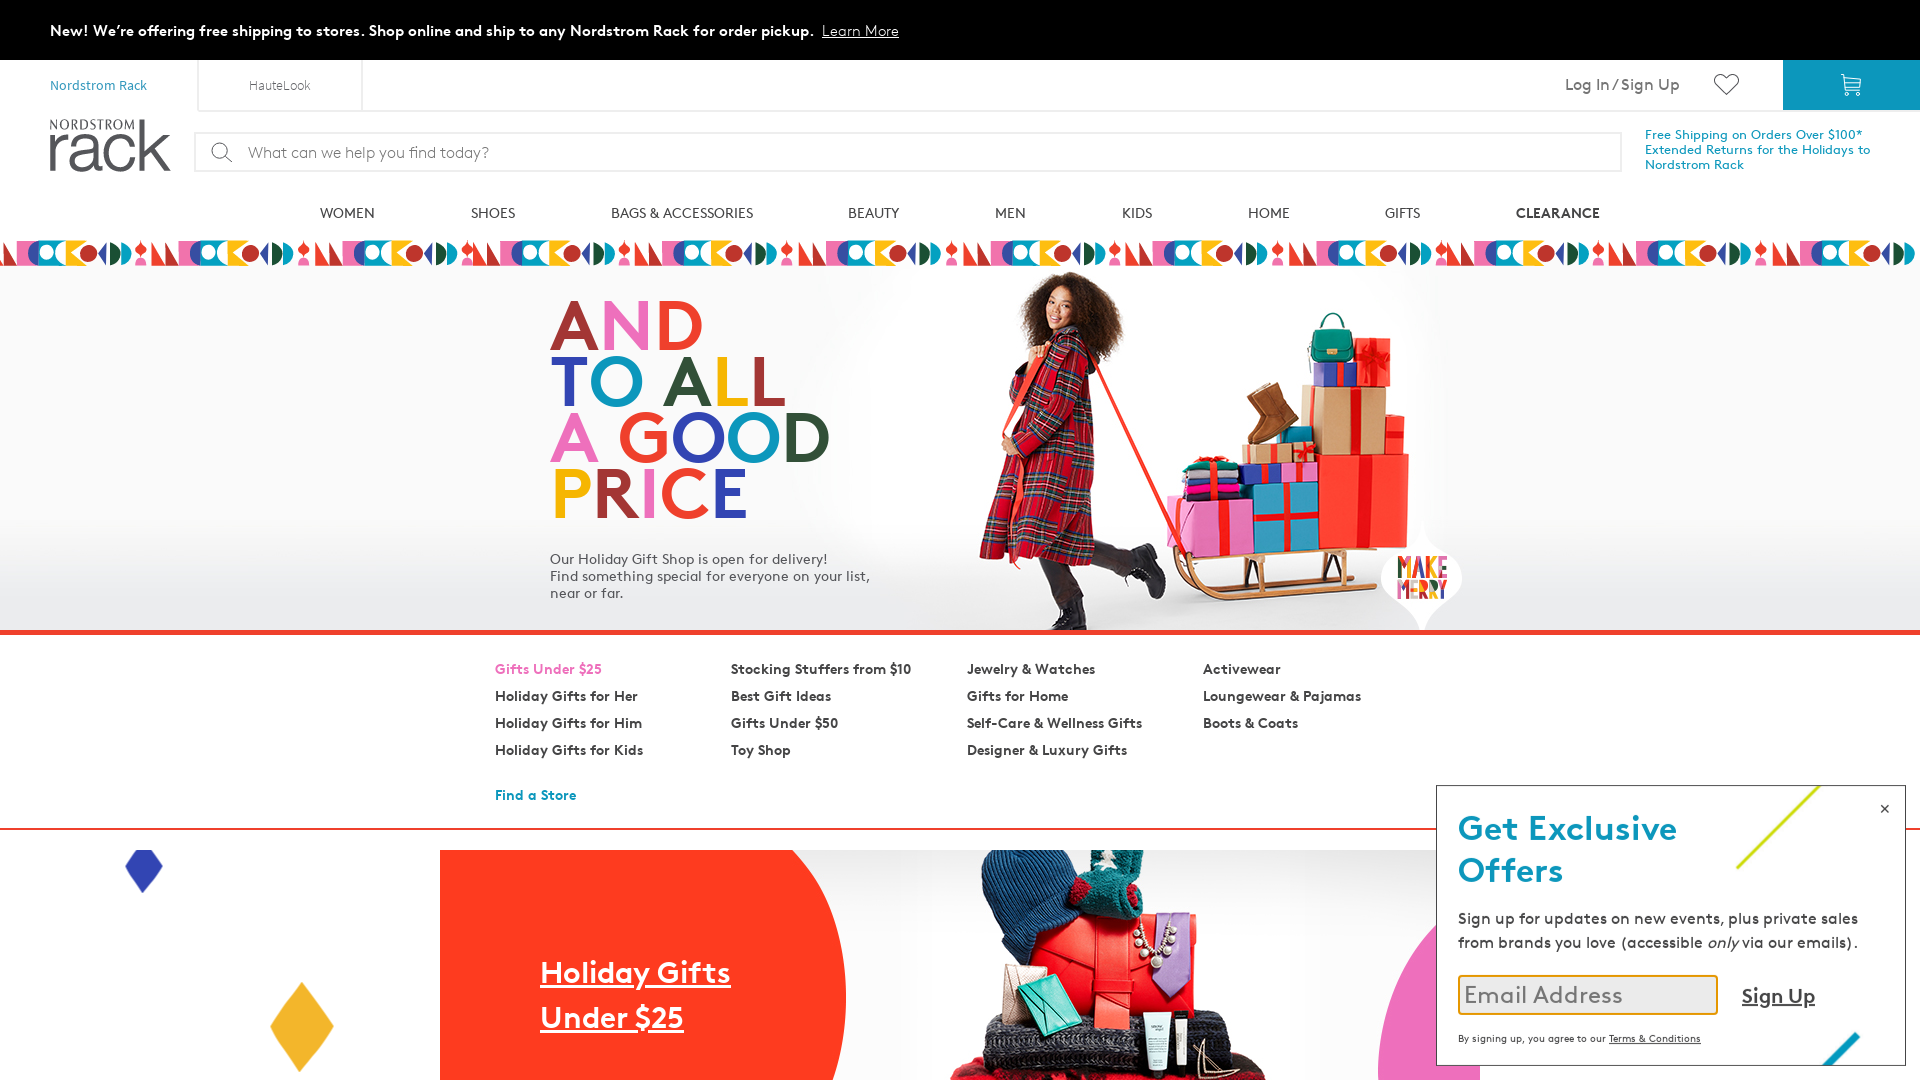 New! We're offering free shipping to stores. Shop online and ship to any Nordstrom Rack for order pickup. Learn More
Nordstrom Rack
HauteLook
Log In / Sign Up
NORDSTROM
rack
What can we help you find today?
Free Shipping on Orders Over $100*
Extended Returns for the Holidays to
Nordstrom Rack
WOMEN
SHOES
BAGS & ACCESSORIES
BEAUTY
MEN
KIDS
HOME
GIFTS
CLEARANCE
AND
TO ALL
A GOOD
PRICE
Our Holiday Gift Shop is open for delivery!
Find something special for everyone on your list,
near or far.
MAKE
MERRY
Gifts Under $25
Holiday Gifts for Her
Holiday Gifts for Him
Holiday Gifts for Kids
Stocking Stuffers from $10
Best Gift Ideas
Gifts Under $50
Toy Shop
Jewelry & Watches
Gifts for Home
Self-Care & Wellness Gifts
Designer & Luxury Gifts
Activewear
Loungewear & Pajamas
Boots & Coats
Find a Store
Holiday Gifts
Under $25
×
Get Exclusive
Offers
Sign up for updates on new events, plus private sales
from brands you love (accessible only via our emails).
Email Address
Sign Up
By signing up, you agree to our Terms & Conditions